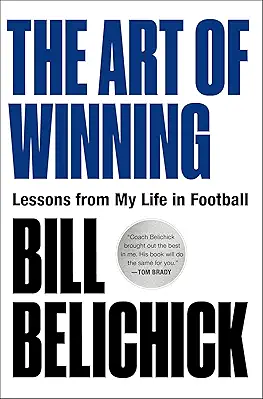 THE ART OF
WINNING
Lessons from My Life in Football
BILL
"Coach Belichick
brought out the best
in me. His book will do
the same for you."
—TOM BRADY
BELICHICK